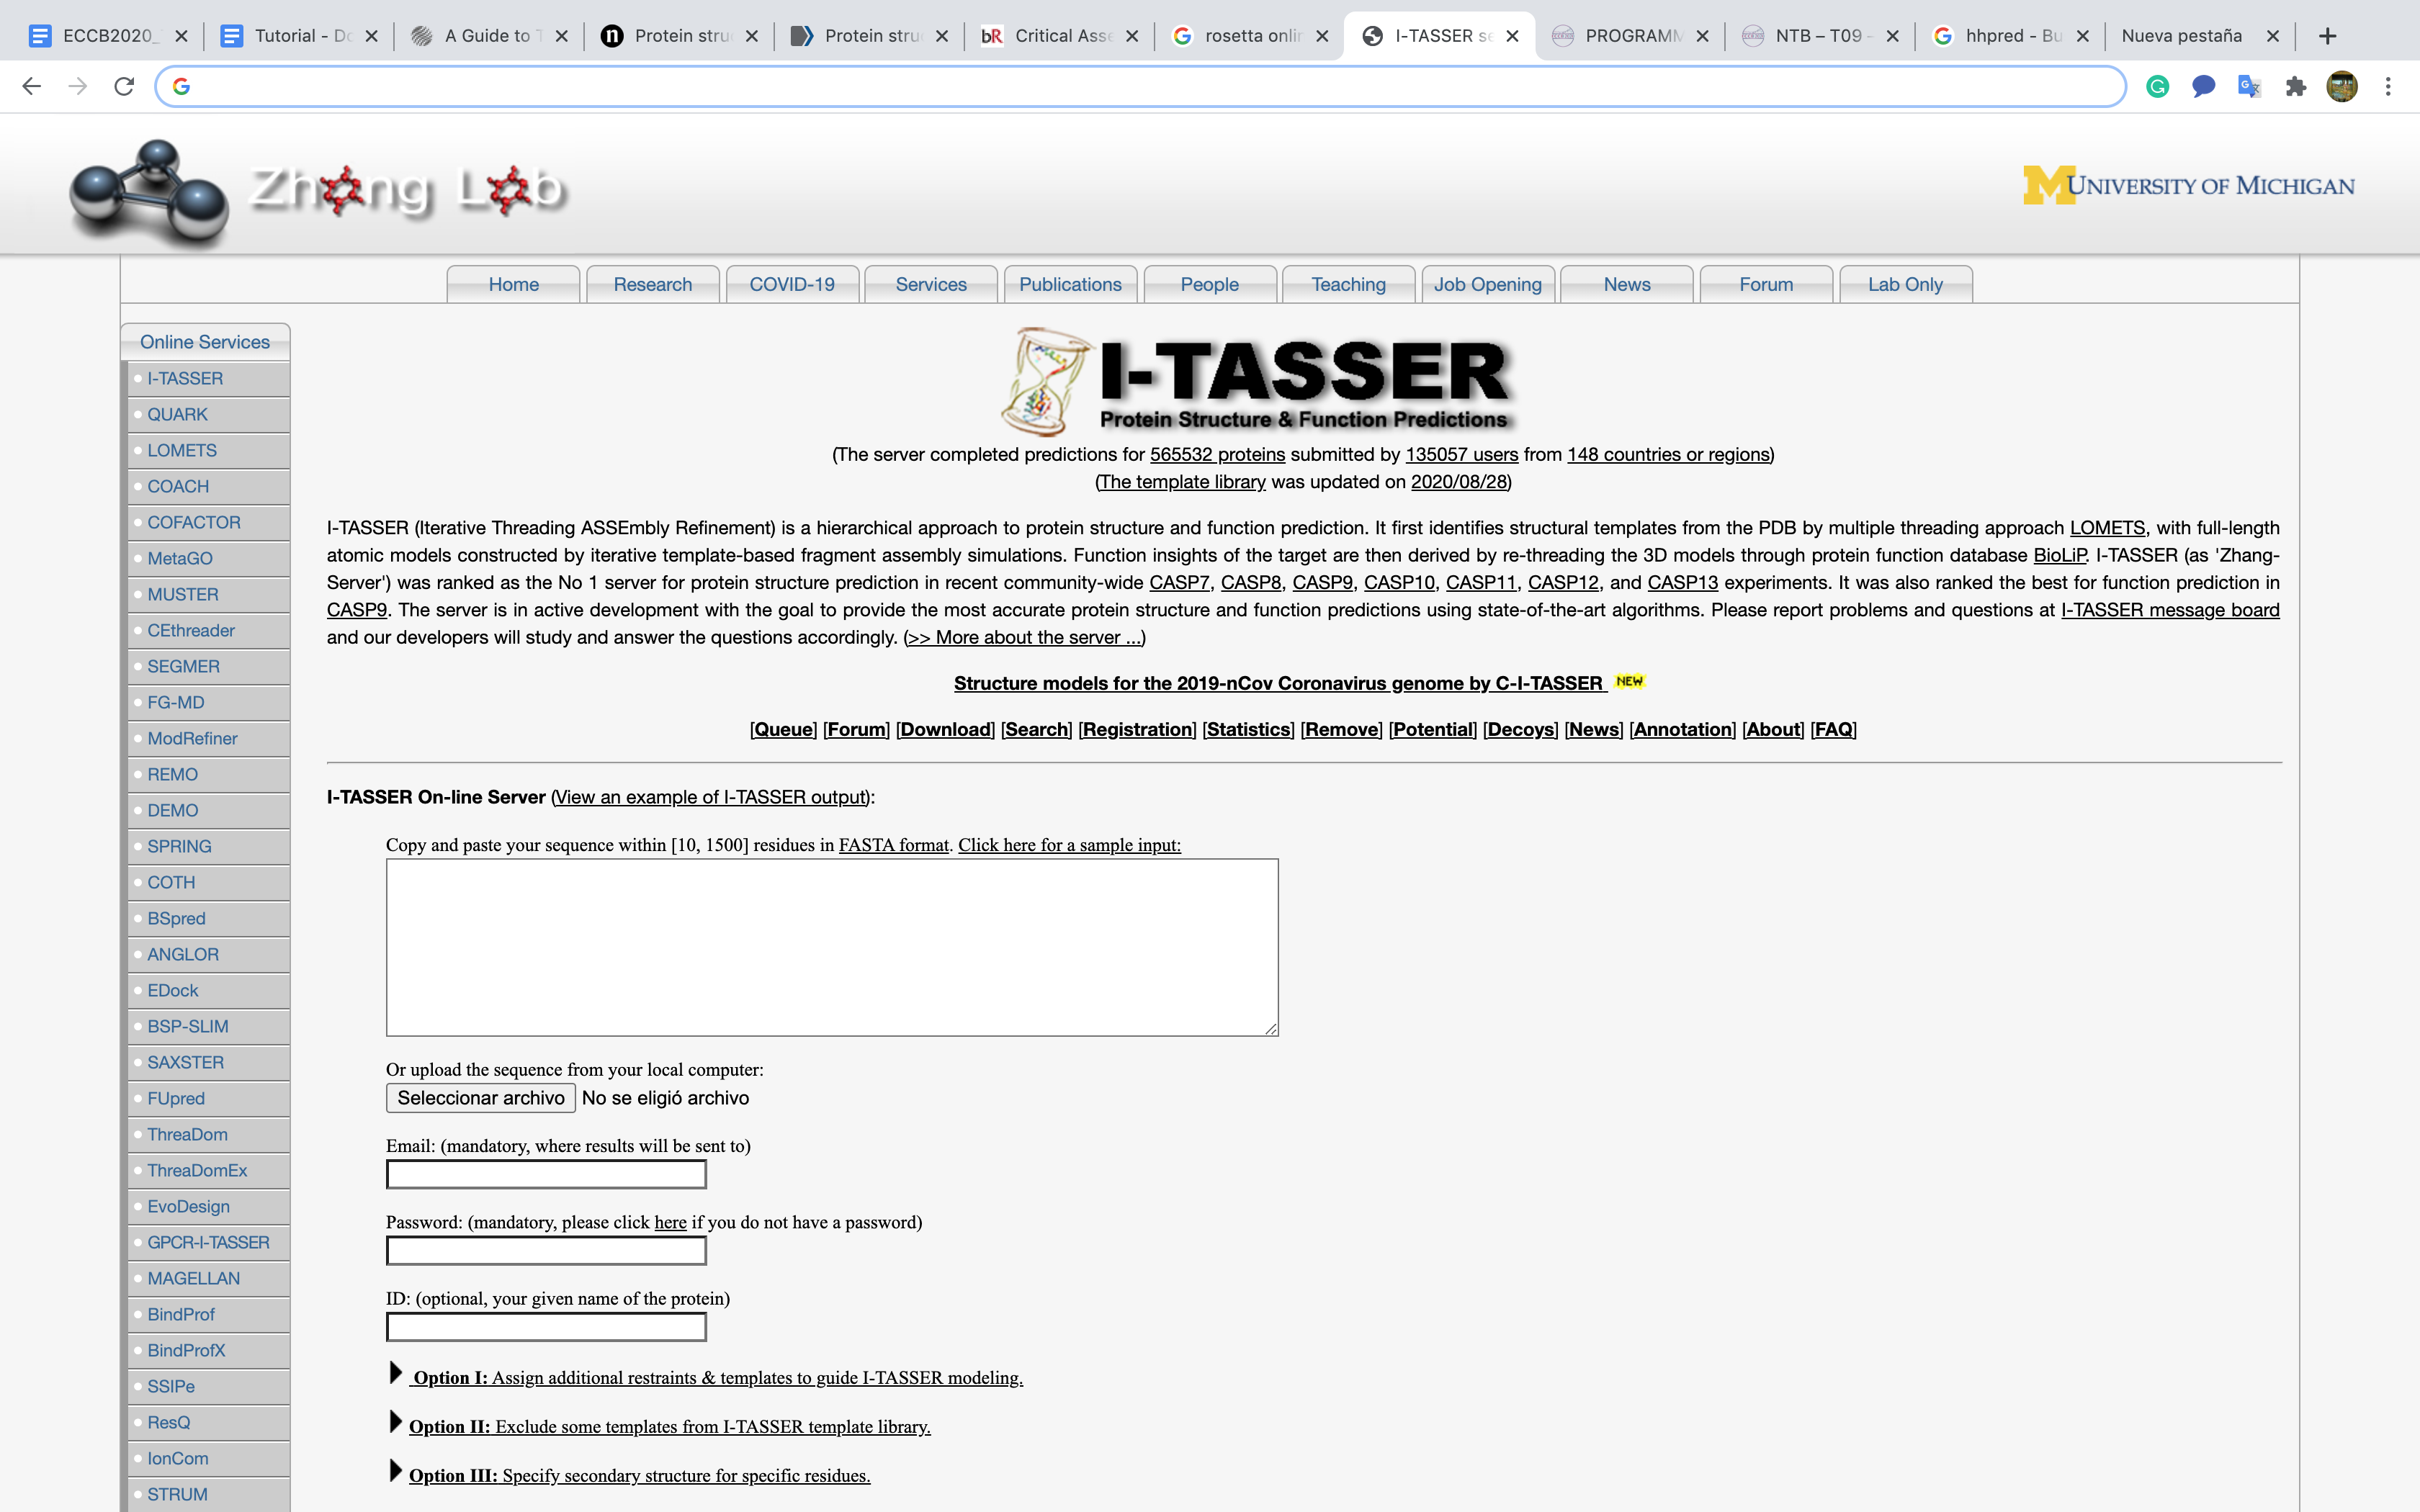 ECCB2020_
Tutorial - Do
A Guide to T
Protein stru
Protein stru
bR Critical Asse
rosetta onlin
I-TASSER se
PROGRAMM
NTB – T09 -
hhpred - Bu
Nueva pestaña
Zhang Lab
UNIVERSITY OF MICHIGAN
Home
Research
COVID-19
Services
Publications
People
Teaching
Job Opening
News
Forum
Lab Only
Online Services
I-TASSER
QUARK
LOMETS
COACH
COFACTOR
MetaGO
MUSTER
CEthreader
SEGMER
FG-MD
ModRefiner
REMO
DEMO
SPRING
COTH
BSpred
ANGLOR
EDock
BSP-SLIM
SAXSTER
FUpred
ThreaDom
ThreaDomEx
EvoDesign
GPCR-I-TASSER
MAGELLAN
BindProf
BindProfX
SSIPe
ResQ
IonCom
STRUM
I-TASSER
Protein Structure & Function Predictions
(The server completed predictions for 565532 proteins submitted by 135057 users from 148 countries or regions)
(The template library was updated on 2020/08/28)
I-TASSER (Iterative Threading ASSEmbly Refinement) is a hierarchical approach to protein structure and function prediction. It first identifies structural templates from the PDB by multiple threading approach LOMETS, with full-length
atomic models constructed by iterative template-based fragment assembly simulations. Function insights of the target are then derived by re-threading the 3D models through protein function database BioLiP. I-TASSER (as 'Zhang-
Server') was ranked as the No 1 server for protein structure prediction in recent community-wide CASP7, CASP8, CASP9, CASP10, CASP11, CASP12, and CASP13 experiments. It was also ranked the best for function prediction in
CASP9. The server is in active development with the goal to provide the most accurate protein structure and function predictions using state-of-the-art algorithms. Please report problems and questions at I-TASSER message board
and our developers will study and answer the questions accordingly. (>> More about the server ...)
Structure models for the 2019-nCov Coronavirus genome by C-I-TASSER NEW
[Queue] [Forum] [Download] [Search] [Registration] [Statistics] [Remove] [Potential] [Decoys] [News] [Annotation] [About] [FAQ]
I-TASSER On-line Server (View an example of I-TASSER output):
Copy and paste your sequence within [10, 1500] residues in FASTA format. Click here for a sample input:
Or upload the sequence from your local computer:
Seleccionar archivo No se eligió archivo
Email: (mandatory, where results will be sent to)
Password: (mandatory, please click here if you do not have a password)
ID: (optional, your given name of the protein)
Option I: Assign additional restraints & templates to guide I-TASSER modeling.
Option II: Exclude some templates from I-TASSER template library.
Option III: Specify secondary structure for specific residues.